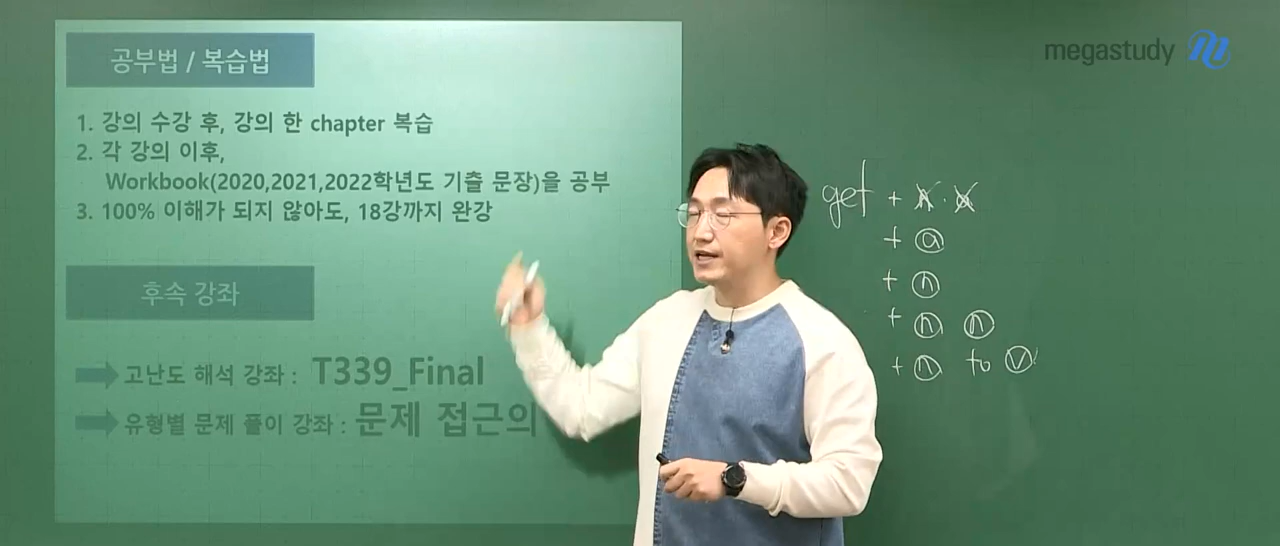 공부법 / 복습법
1. 강의 수강 후, 강의 한 chapter 복습
2. 각 강의 이후,
Workbook(2020,2021,2022학년도 기출 문장)을 공부
3. 100% 이해가 되지 않아도, 18강까지 완강
후속 강좌
고난도 해석 강좌 : T339_Final
유형별 문제 풀이 강좌 : 문제 접근의
megastudy
get +
+ a
+ n
+ n n
+ n to v